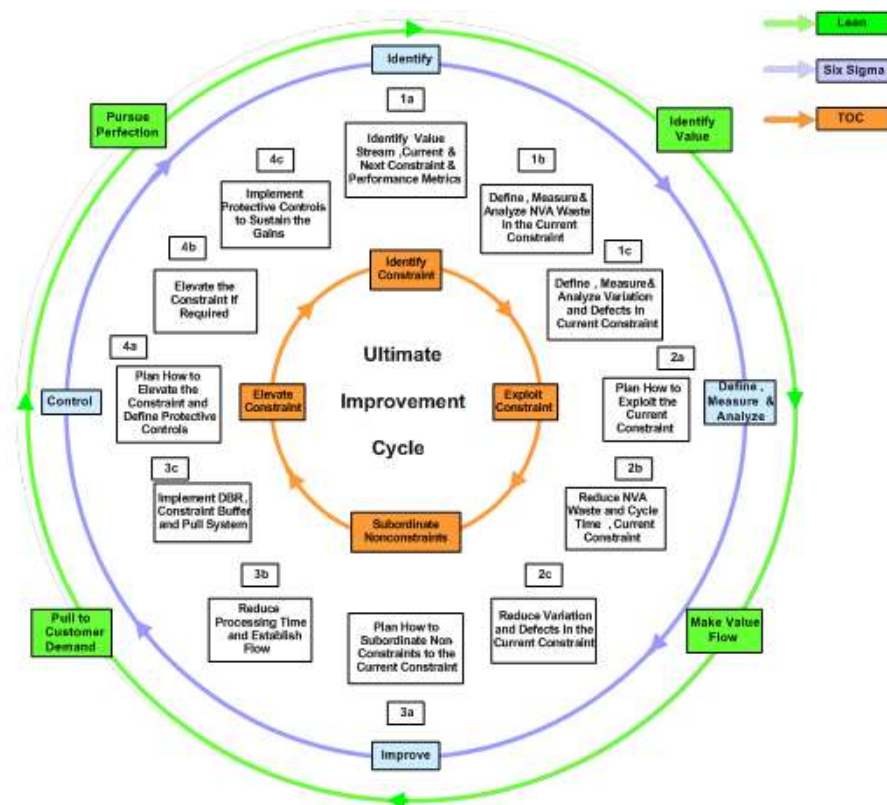 Lean
Six Sigma
TOC
Identify
Identify
Value
Define ,
Measure &
Analyze
Make Value
Flow
Improve
Pull to
Customer
Demand
Control
Pursue
Perfection
1a
Identify Value
Stream ,Current &
Next Constraint &
Performance Metrics
1b
Define , Measure&
Analyze NVA Waste
In the Current
Constraint
1c
Define , Measure&
Analyze Variation
and Defects In
Current Constraint
2a
Plan How to
Exploit the
Current
Constraint
2b
Reduce NVA
Waste and Cycle
Time , Current
Constraint
2c
Reduce Variation
and Defects In the
Current Constraint
Plan How to
Subordinate Non
Constraints to the
Current Constraint
3a
3b
Reduce
Processing Time
and Establish
Flow
3c
Implement DBR ,
Constraint Buffer
and Pull System
4a
Plan How to
Elevate the
Constraint and
Define Protective
Controls
4b
Elevate the
Constraint If
Required
4c
Implement
Protective Controls
to Sustain the
Gains
Identify
Constraint
Exploit
Constraint
Subordinate
Nonconstraints
Elevate
Constraint
Ultimate
Improvement
Cycle